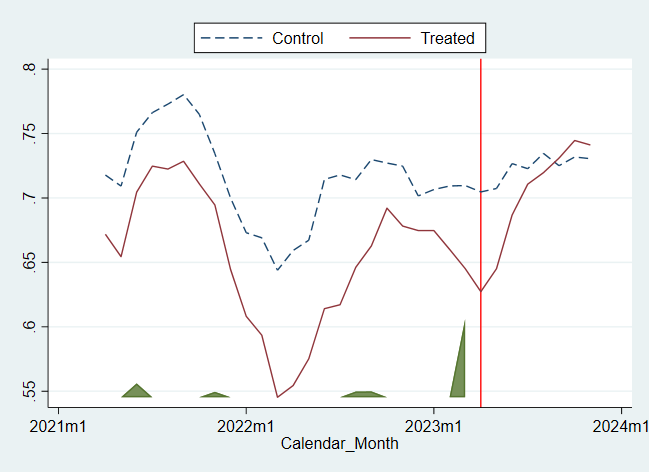 Control Treated
.8
.75
.7
.65
.6
.55
2021m1 2022m1 2023m1 2024m1
Calendar_Month